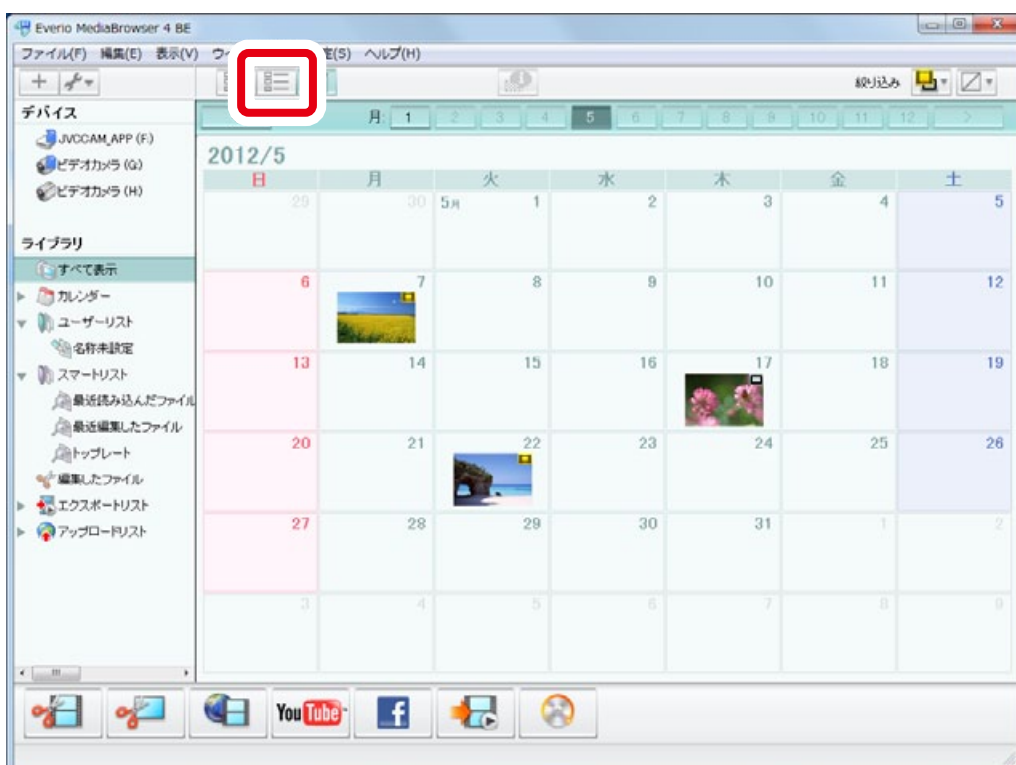 Everio MediaBrowser 4 BE
ファイル(F) 編集(E) 表示(V) ヘルプ(H)
絞り込み
デバイス
JVCCAM_APP (F:)
ビデオカメラ (G:)
ビデオカメラ (H:)
ライブラリ
すべて表示
カレンダー
ユーザーリスト
名称未設定
スマートリスト
最近読み込んだファイル
最近編集したファイル
トップレート
編集したファイル
エクスポートリスト
アップロードリスト
月: 1 2 3 4 5 6 7 8 9 10 11 12 >
2012/5
日 月 火 水 木 金 土
29 30 5月 1 2 3 4 5
6 7 8 9 10 11 12
13 14 15 16 17 18 19
20 21 22 23 24 25 26
27 28 29 30 31 1 2
3 4 5 6 7 8 9
YouTube
f